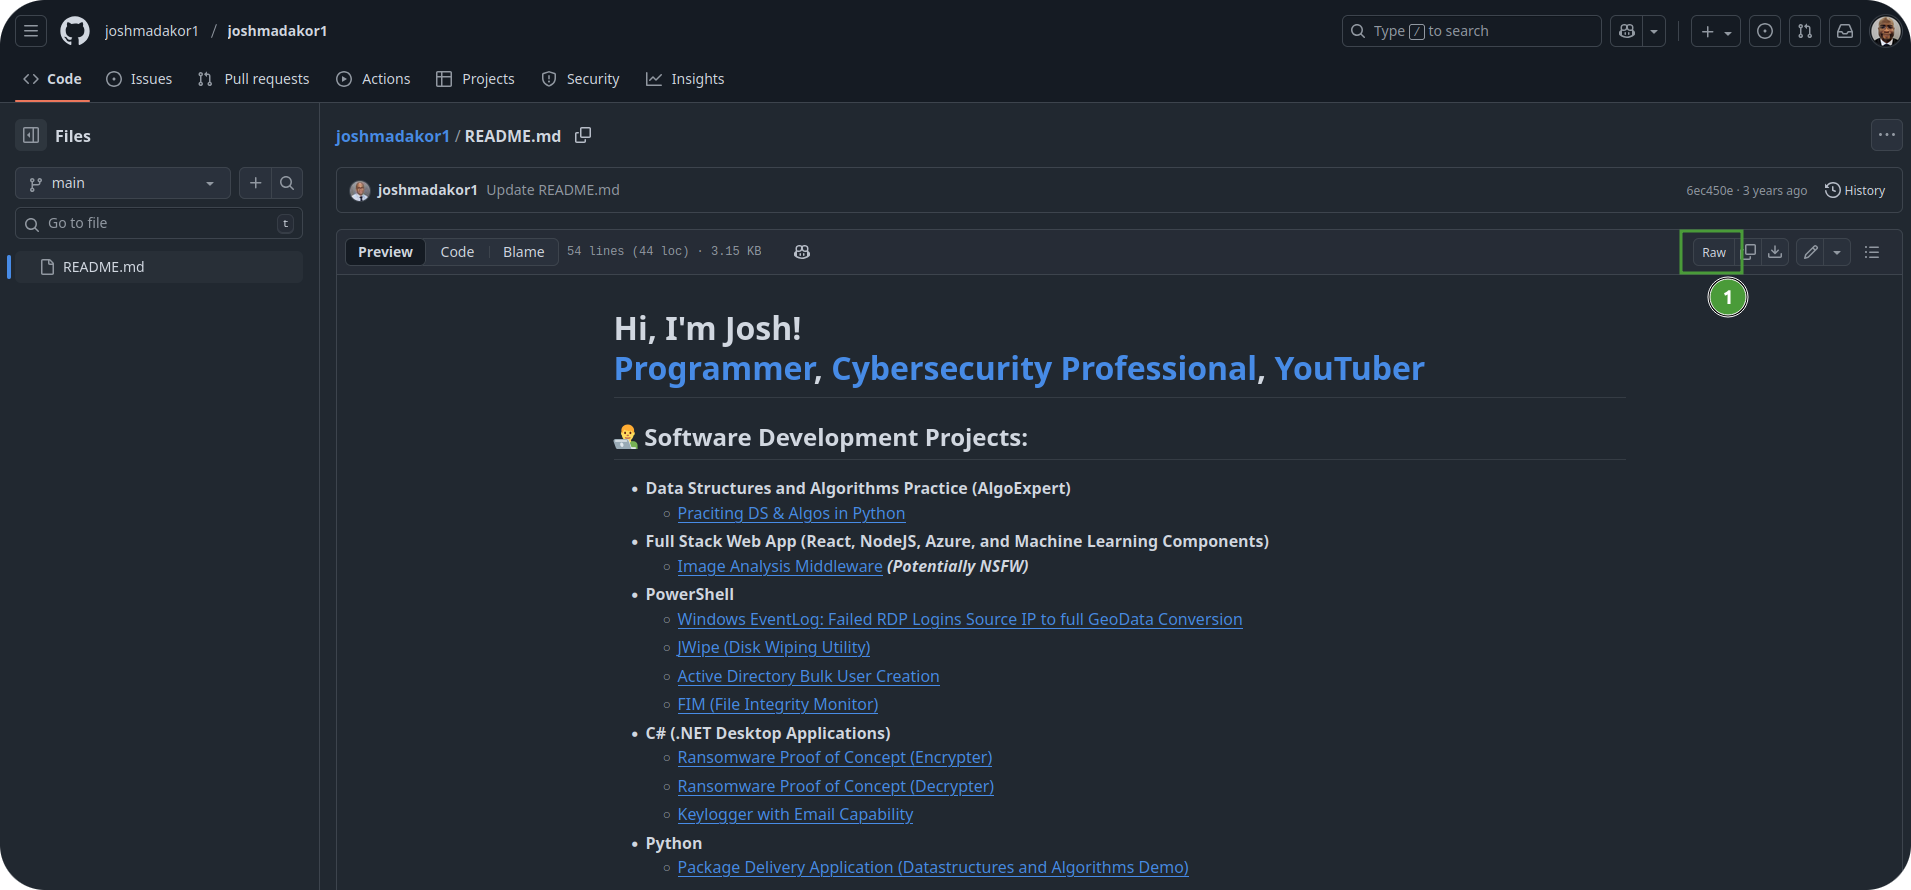 joshmadakor1 / joshmadakor1
Type / to search
Code Issues Pull requests Actions Projects Security Insights
Files
main
Go to file t
README.md
joshmadakor1 / README.md
joshmadakor1 Update README.md
6ec450e · 3 years ago History
Preview Code Blame 54 lines (44 loc) · 3.15 KB
Raw
1
Hi, I'm Josh!
Programmer, Cybersecurity Professional, YouTuber
Software Development Projects:
Data Structures and Algorithms Practice (AlgoExpert)
Praciting DS & Algos in Python
Full Stack Web App (React, NodeJS, Azure, and Machine Learning Components)
Image Analysis Middleware (Potentially NSFW)
PowerShell
Windows EventLog: Failed RDP Logins Source IP to full GeoData Conversion
JWipe (Disk Wiping Utility)
Active Directory Bulk User Creation
FIM (File Integrity Monitor)
C# (.NET Desktop Applications)
Ransomware Proof of Concept (Encrypter)
Ransomware Proof of Concept (Decrypter)
Keylogger with Email Capability
Python
Package Delivery Application (Datastructures and Algorithms Demo)